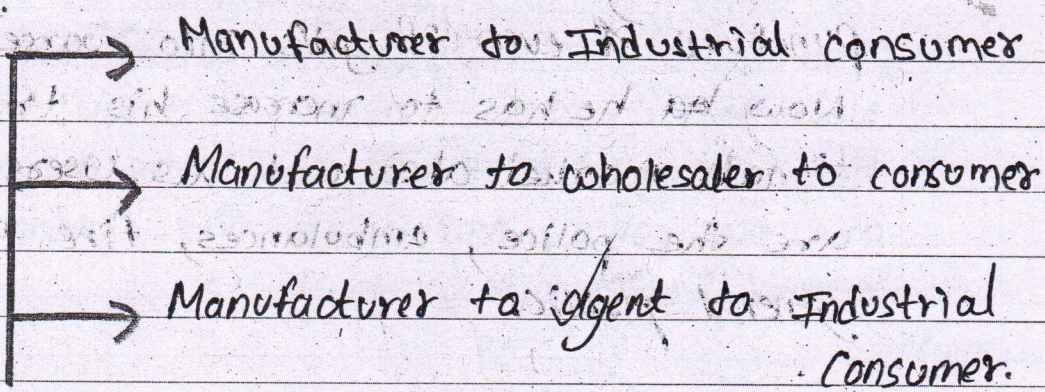 Manufacturer to Industrial consumer
Manufacturer to wholesaler to consumer
Manufacturer to agent to Industrial
Consumer.